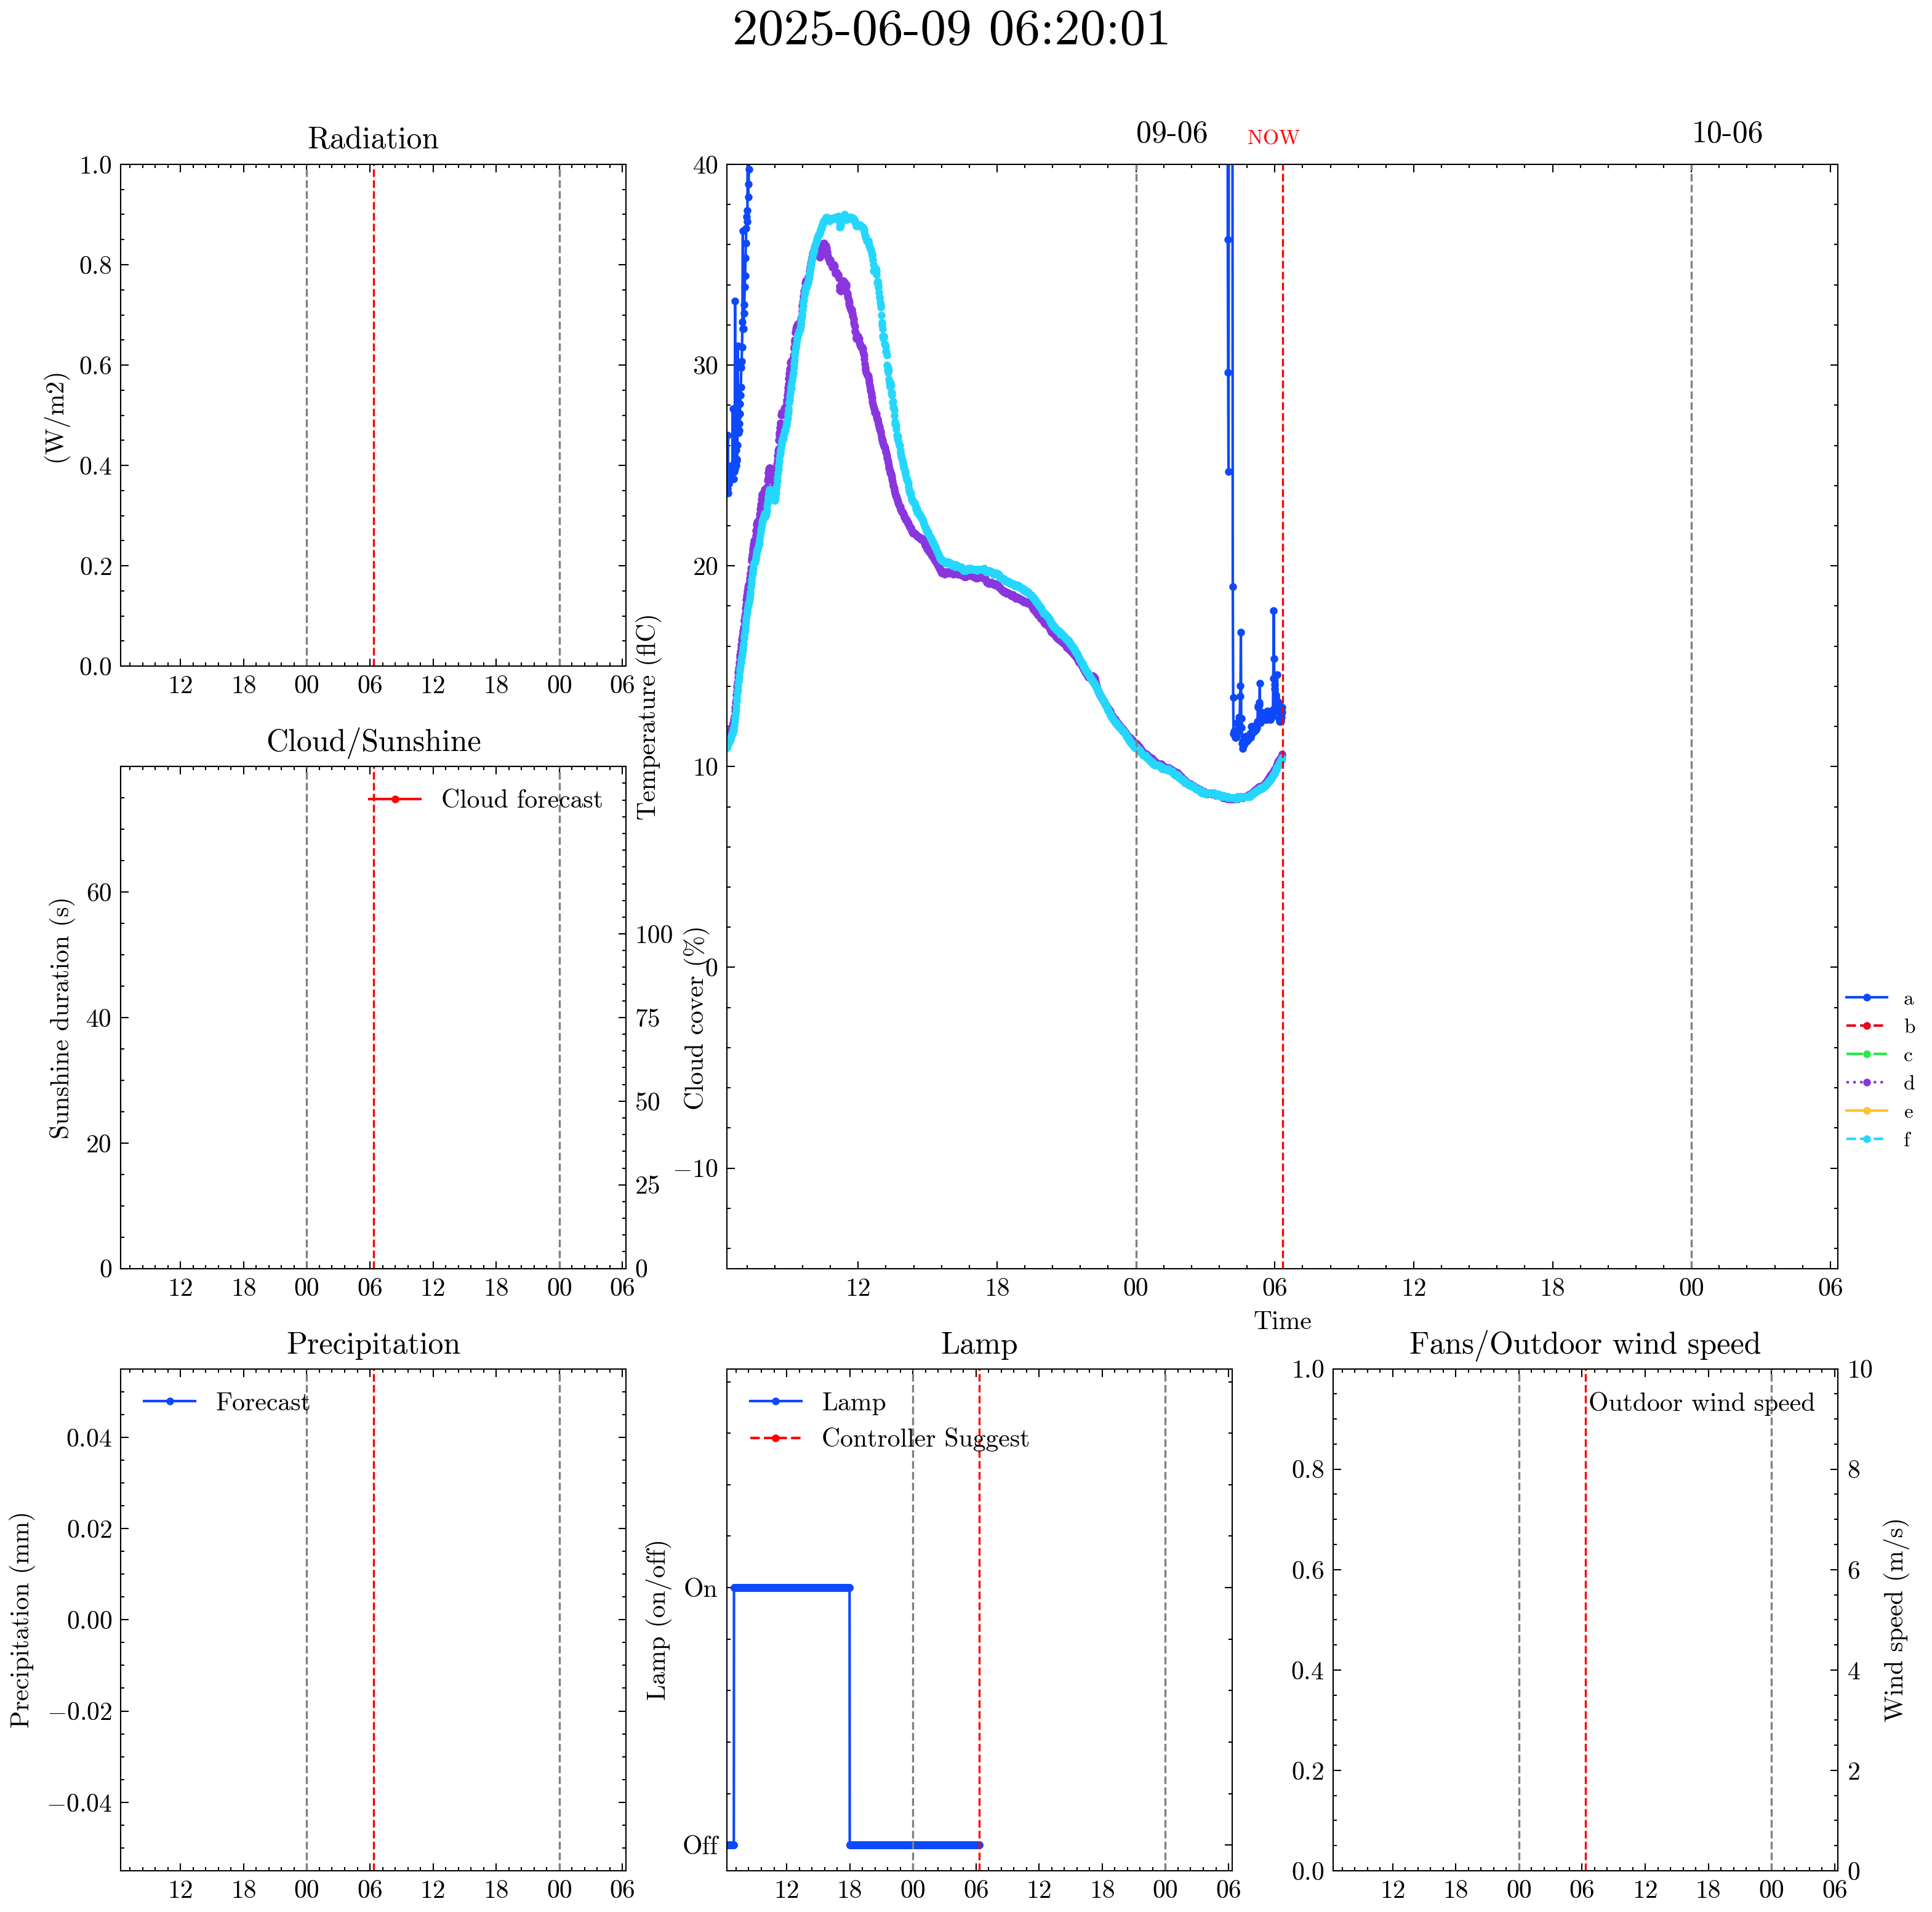 2025-06-09 06:20:01
Radiation
(W/m2)
1.0
0.8
0.6
0.4
0.2
0.0
12 18 00 06 12 18 00 06
Cloud/Sunshine
Cloud forecast
Sunshine duration (s)
60
40
20
0
Cloud cover (%)
100
75
50
25
0
12 18 00 06 12 18 00 06
09-06
NOW
10-06
Temperature (flC)
40
30
20
10
0
−10
12 18 00 06 12 18 00 06
Time
a
b
c
d
e
f
Precipitation
Forecast
Precipitation (mm)
0.04
0.02
0.00
−0.02
−0.04
12 18 00 06 12 18 00 06
Lamp
Lamp
Controller Suggest
Lamp (on/off)
On
Off
12 18 00 06 12 18 00 06
Fans/Outdoor wind speed
Outdoor wind speed
1.0
0.8
0.6
0.4
0.2
0.0
Wind speed (m/s)
10
8
6
4
2
0
12 18 00 06 12 18 00 06